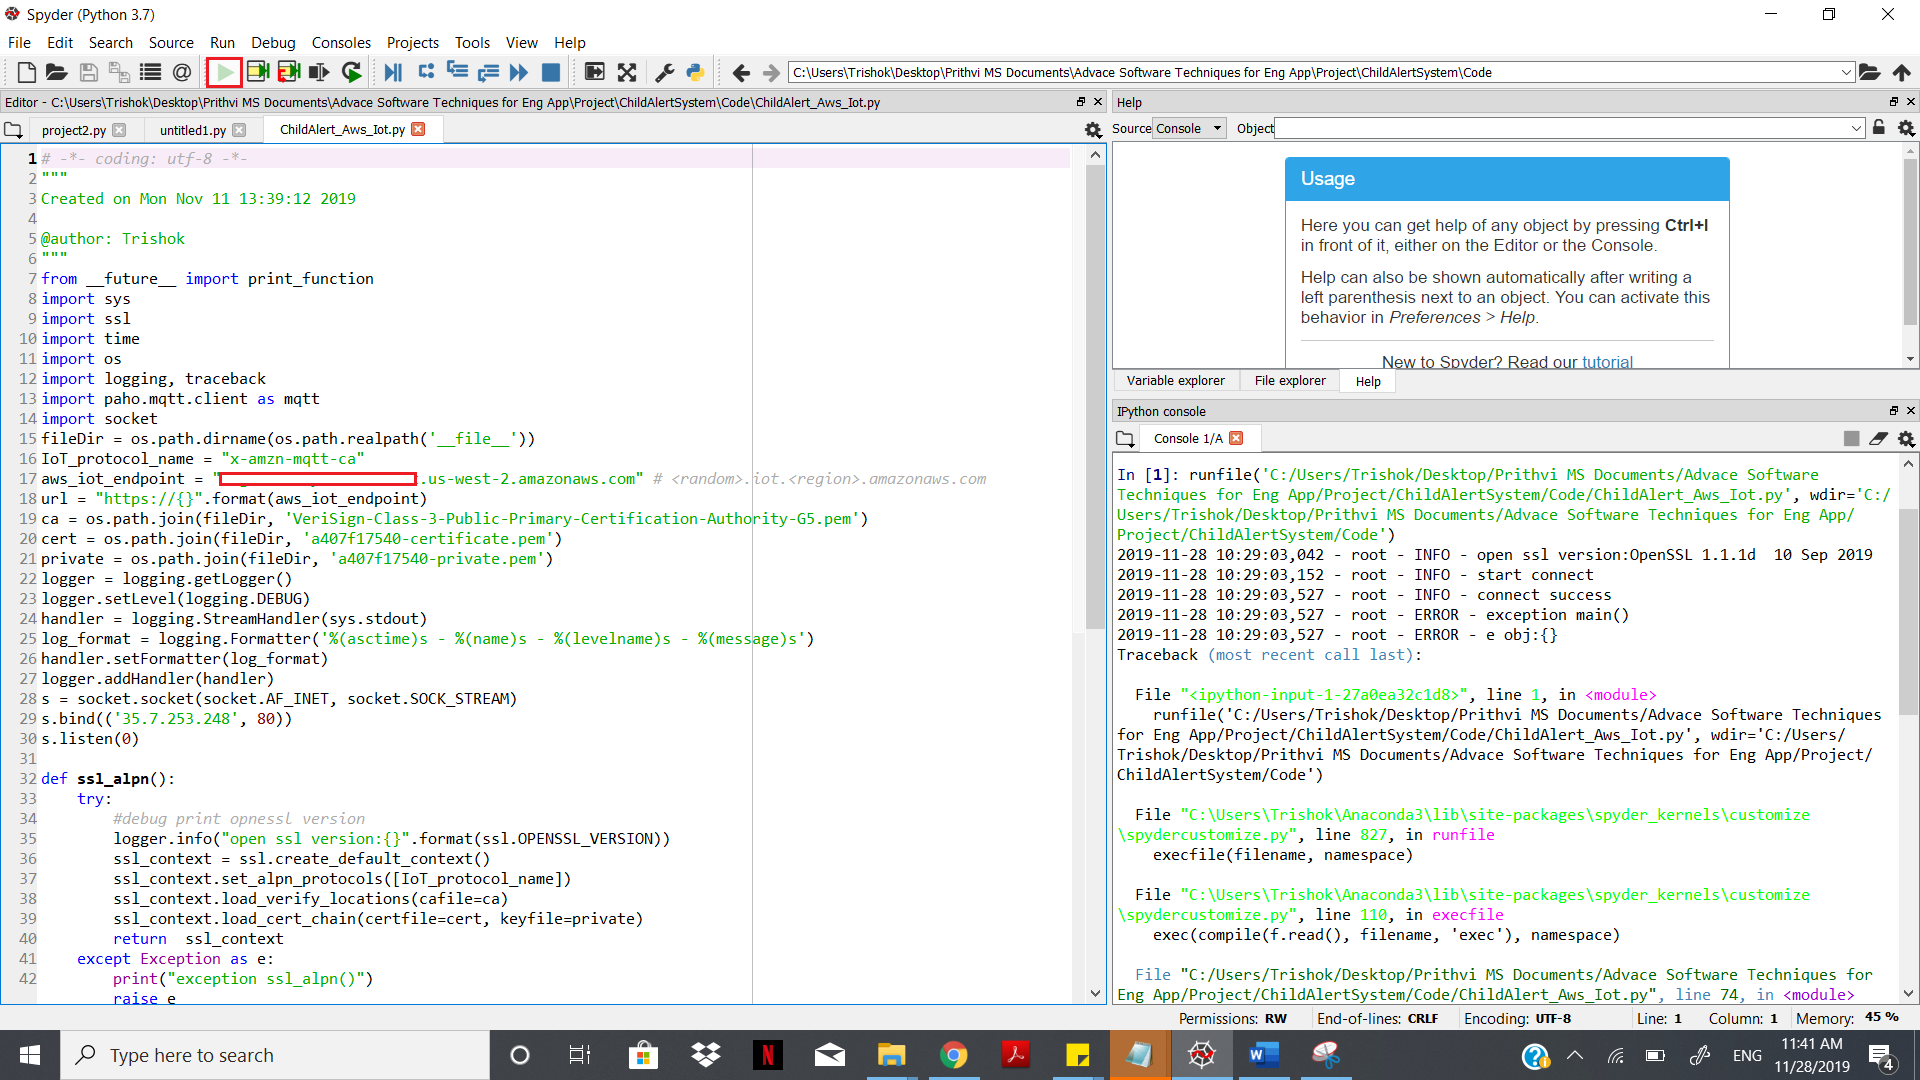 Spyder (Python 3.7)
File Edit Search Source Run Debug Consoles Projects Tools View Help
C:\Users\Trishok\Desktop\Prithvi MS Documents\Advace Software Techniques for Eng App\Project\ChildAlertSystem\Code
Editor - C:\Users\Trishok\Desktop\Prithvi MS Documents\Advace Software Techniques for Eng App\Project\ChildAlertSystem\Code\ChildAlert_Aws_Iot.py
project2.py untitled1.py ChildAlert_Aws_Iot.py
1 # -*- coding: utf-8 -*-
2 """
3 Created on Mon Nov 11 13:39:12 2019
4
5 @author: Trishok
6 """
7 from __future__ import print_function
8 import sys
9 import ssl
10 import time
11 import os
12 import logging, traceback
13 import paho.mqtt.client as mqtt
14 import socket
15 fileDir = os.path.dirname(os.path.realpath('__file__'))
16 IoT_protocol_name = "x-amzn-mqtt-ca"
17 aws_iot_endpoint = " .us-west-2.amazonaws.com" # <random>.iot.<region>.amazonaws.com
18 url = "https://{}".format(aws_iot_endpoint)
19 ca = os.path.join(fileDir, 'VeriSign-Class-3-Public-Primary-Certification-Authority-G5.pem')
20 cert = os.path.join(fileDir, 'a407f17540-certificate.pem')
21 private = os.path.join(fileDir, 'a407f17540-private.pem')
22 logger = logging.getLogger()
23 logger.setLevel(logging.DEBUG)
24 handler = logging.StreamHandler(sys.stdout)
25 log_format = logging.Formatter('%(asctime)s - %(name)s - %(levelname)s - %(message)s')
26 handler.setFormatter(log_format)
27 logger.addHandler(handler)
28 s = socket.socket(socket.AF_INET, socket.SOCK_STREAM)
29 s.bind(('35.7.253.248', 80))
30 s.listen(0)
31
32 def ssl_alpn():
33 try:
34 #debug print opnessl version
35 logger.info("open ssl version:{}".format(ssl.OPENSSL_VERSION))
36 ssl_context = ssl.create_default_context()
37 ssl_context.set_alpn_protocols([IoT_protocol_name])
38 ssl_context.load_verify_locations(cafile=ca)
39 ssl_context.load_cert_chain(certfile=cert, keyfile=private)
40 return ssl_context
41 except Exception as e:
42 print("exception ssl_alpn()")
raise e
Help
Source Console Object
Usage
Here you can get help of any object by pressing Ctrl+I
in front of it, either on the Editor or the Console.
Help can also be shown automatically after writing a
left parenthesis next to an object. You can activate this
behavior in Preferences > Help.
New to Spyder? Read our tutorial
Variable explorer File explorer Help
IPython console
Console 1/A
In [1]: runfile('C:/Users/Trishok/Desktop/Prithvi MS Documents/Advace Software
Techniques for Eng App/Project/ChildAlertSystem/Code/ChildAlert_Aws_Iot.py', wdir='C:/
Users/Trishok/Desktop/Prithvi MS Documents/Advace Software Techniques for Eng App/
Project/ChildAlertSystem/Code')
2019-11-28 10:29:03,042 - root - INFO - open ssl version:OpenSSL 1.1.1d 10 Sep 2019
2019-11-28 10:29:03,152 - root - INFO - start connect
2019-11-28 10:29:03,527 - root - INFO - connect success
2019-11-28 10:29:03,527 - root - ERROR - exception main()
2019-11-28 10:29:03,527 - root - ERROR - e obj:{}
Traceback (most recent call last):
File "<ipython-input-1-27a0ea32c1d8>", line 1, in <module>
runfile('C:/Users/Trishok/Desktop/Prithvi MS Documents/Advace Software Techniques
for Eng App/Project/ChildAlertSystem/Code/ChildAlert_Aws_Iot.py', wdir='C:/Users/
Trishok/Desktop/Prithvi MS Documents/Advace Software Techniques for Eng App/Project/
ChildAlertSystem/Code')
File "C:\Users\Trishok\Anaconda3\lib\site-packages\spyder_kernels\customize
\spydercustomize.py", line 827, in runfile
execfile(filename, namespace)
File "C:\Users\Trishok\Anaconda3\lib\site-packages\spyder_kernels\customize
\spydercustomize.py", line 110, in execfile
exec(compile(f.read(), filename, 'exec'), namespace)
File "C:/Users/Trishok/Desktop/Prithvi MS Documents/Advace Software Techniques for
Eng App/Project/ChildAlertSystem/Code/ChildAlert_Aws_Iot.py", line 74, in <module>
Permissions: RW End-of-lines: CRLF Encoding: UTF-8 Line: 1 Column: 1 Memory: 45 %
Type here to search
ENG
11:41 AM
11/28/2019
4